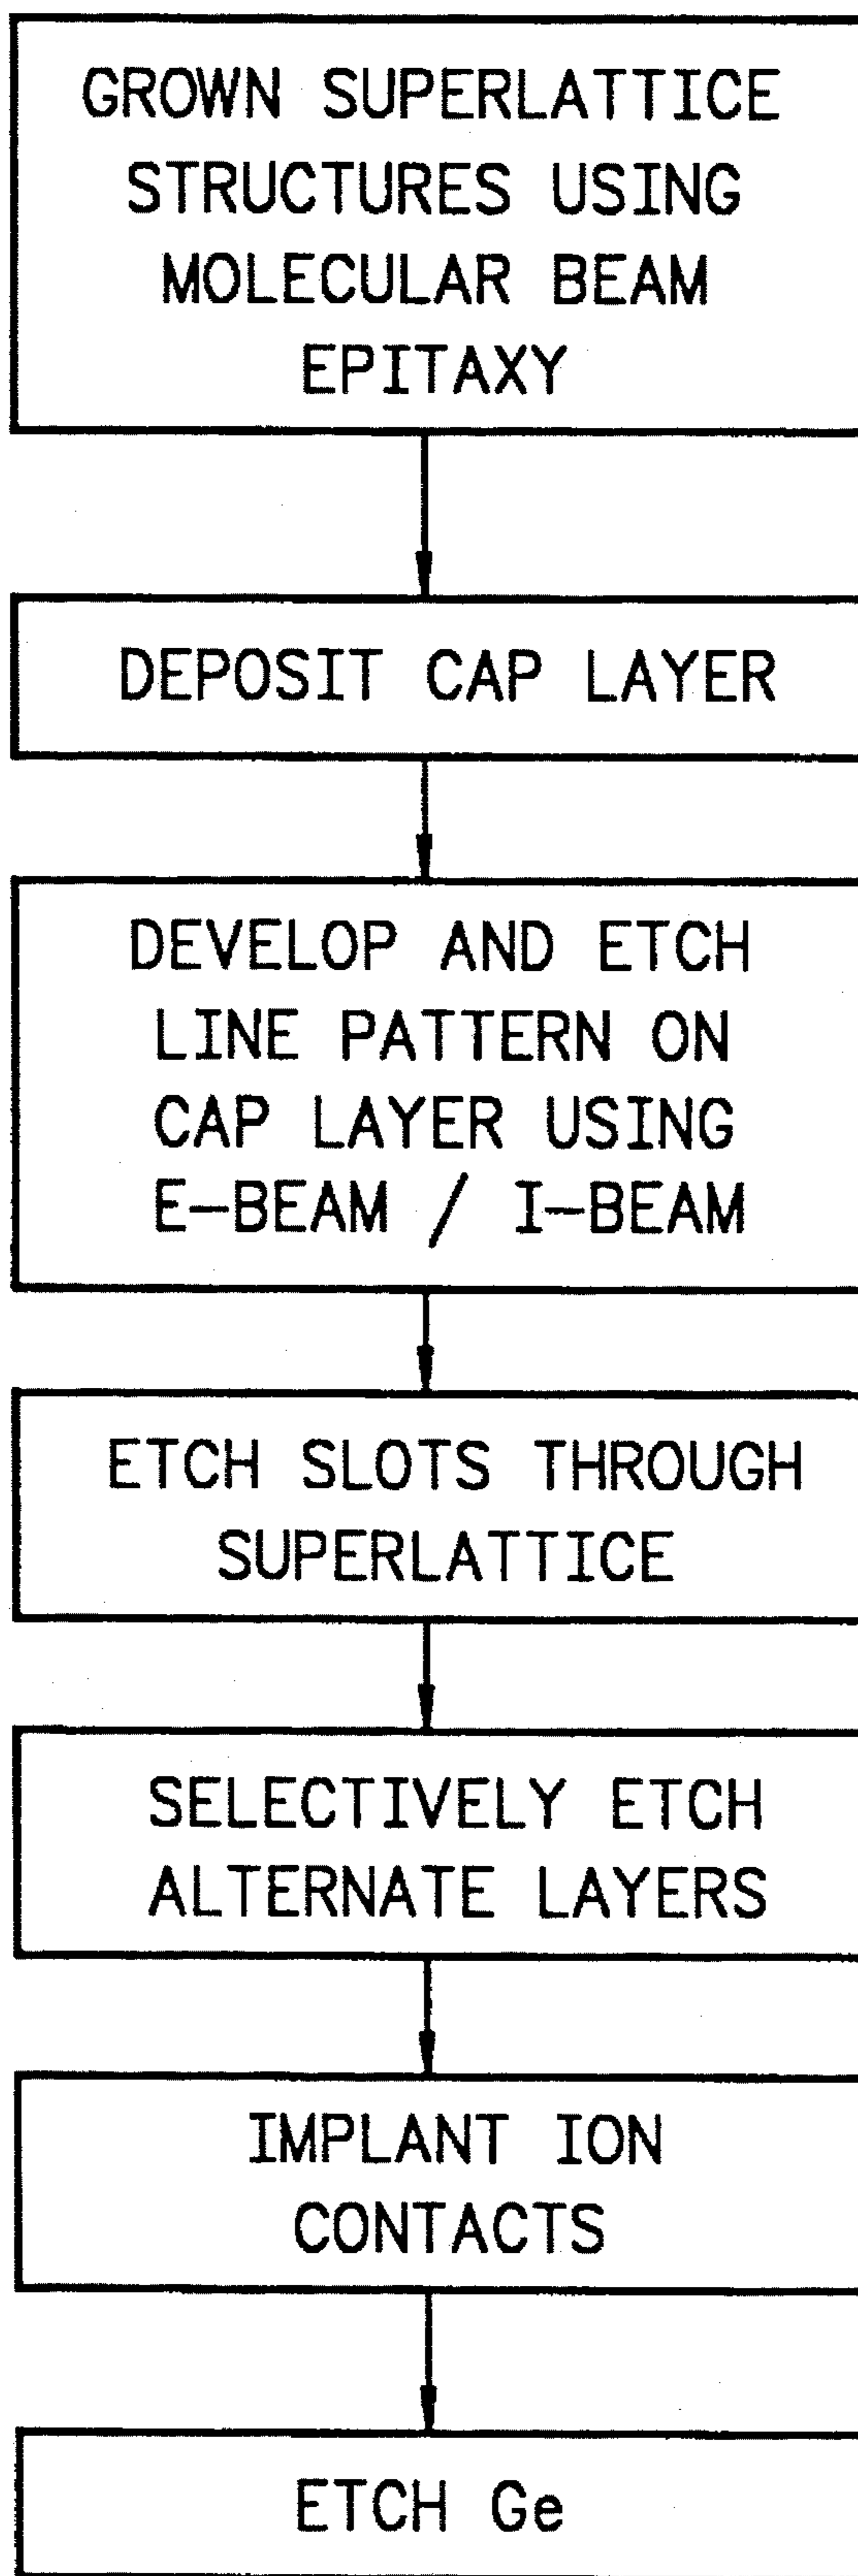 GROWN SUPERLATTICE
STRUCTURES USING
MOLECULAR BEAM
EPITAXY
DEPOSIT CAP LAYER
DEVELOP AND ETCH
LINE PATTERN ON
CAP LAYER USING
E-BEAM / I-BEAM
ETCH SLOTS THROUGH
SUPERLATTICE
SELECTIVELY ETCH
ALTERNATE LAYERS
IMPLANT ION
CONTACTS
ETCH Ge